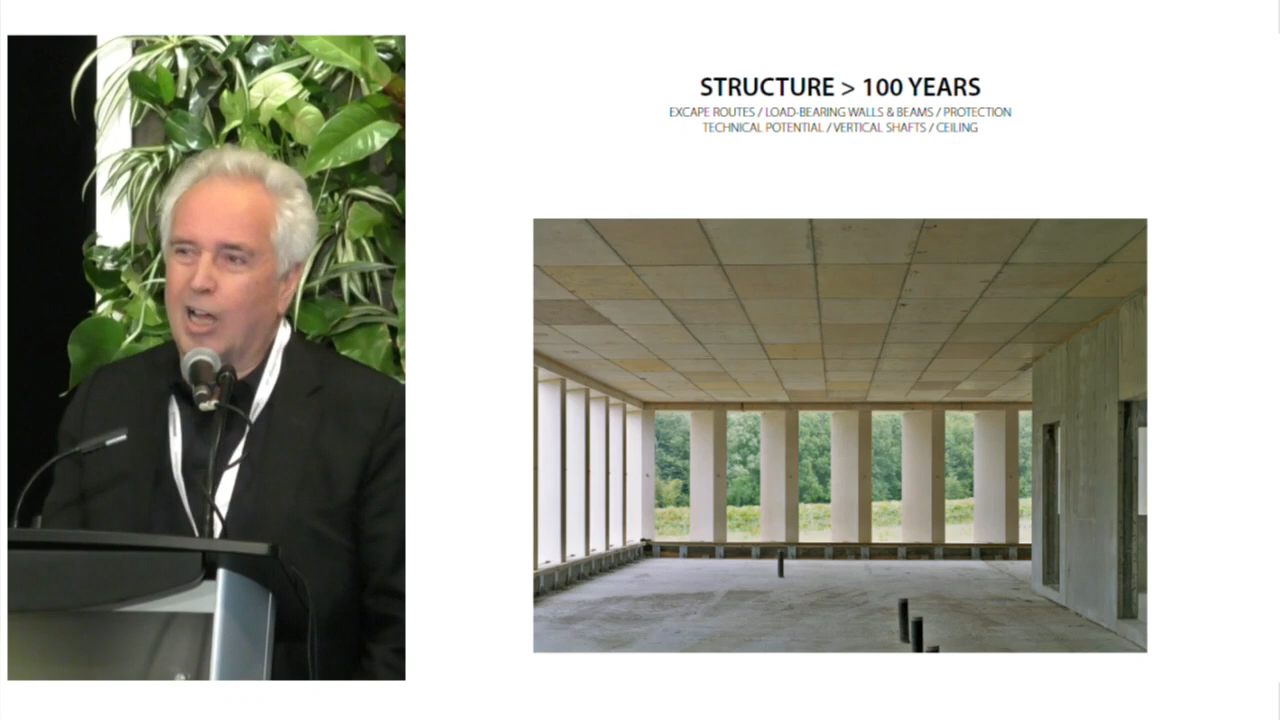 STRUCTURE > 100 YEARS
EXCAPE ROUTES / LOAD-BEARING WALLS & BEAMS / PROTECTION
TECHNICAL POTENTIAL / VERTICAL SHAFTS / CEILING